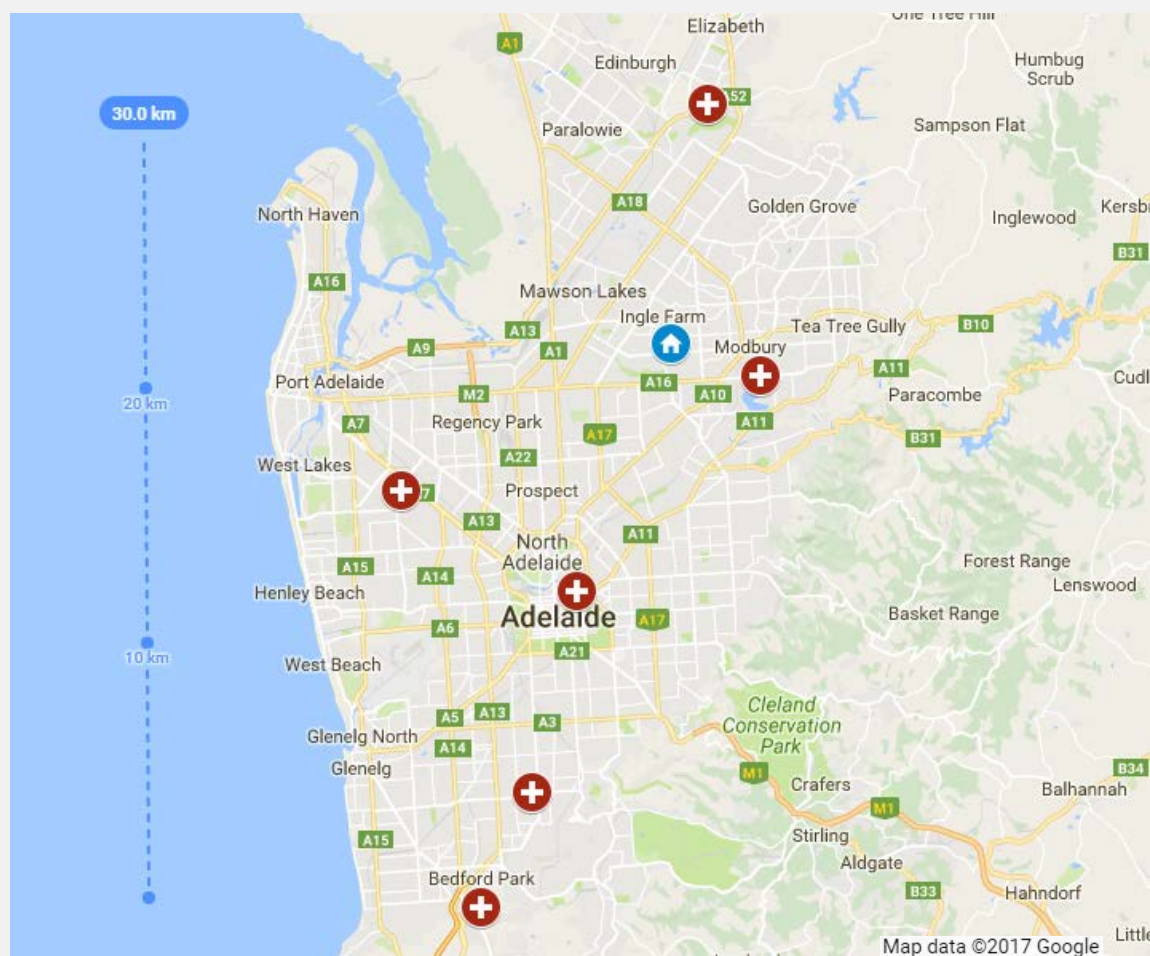 Elizabeth
One Tree Hill
A1
Edinburgh
Humbug
Scrub
A52
30.0 km
Paralowie
Sampson Flat
A18
Golden Grove
North Haven
Inglewood
Kersb
B31
A16
Mawson Lakes
Ingle Farm
Tea Tree Gully
B10
A13
A9
A1
Modbury
A11
Port Adelaide
A16
Cudl
20 km
M2
A10
Paracombe
A7
Regency Park
A11
A17
B31
A22
West Lakes
Prospect
A13
North
Adelaide
A11
Forest Range
A15
A14
Lenswood
Henley Beach
Adelaide
Basket Range
A6
A17
10 km
A21
West Beach
Cleland
Conservation
Park
A5
A13
A3
Glenelg North
A14
Glenelg
M1
Crafers
B34
Balhannah
M1
Stirling
A15
Aldgate
Bedford Park
B33
Hahndorf
Little
Map data ©2017 Google